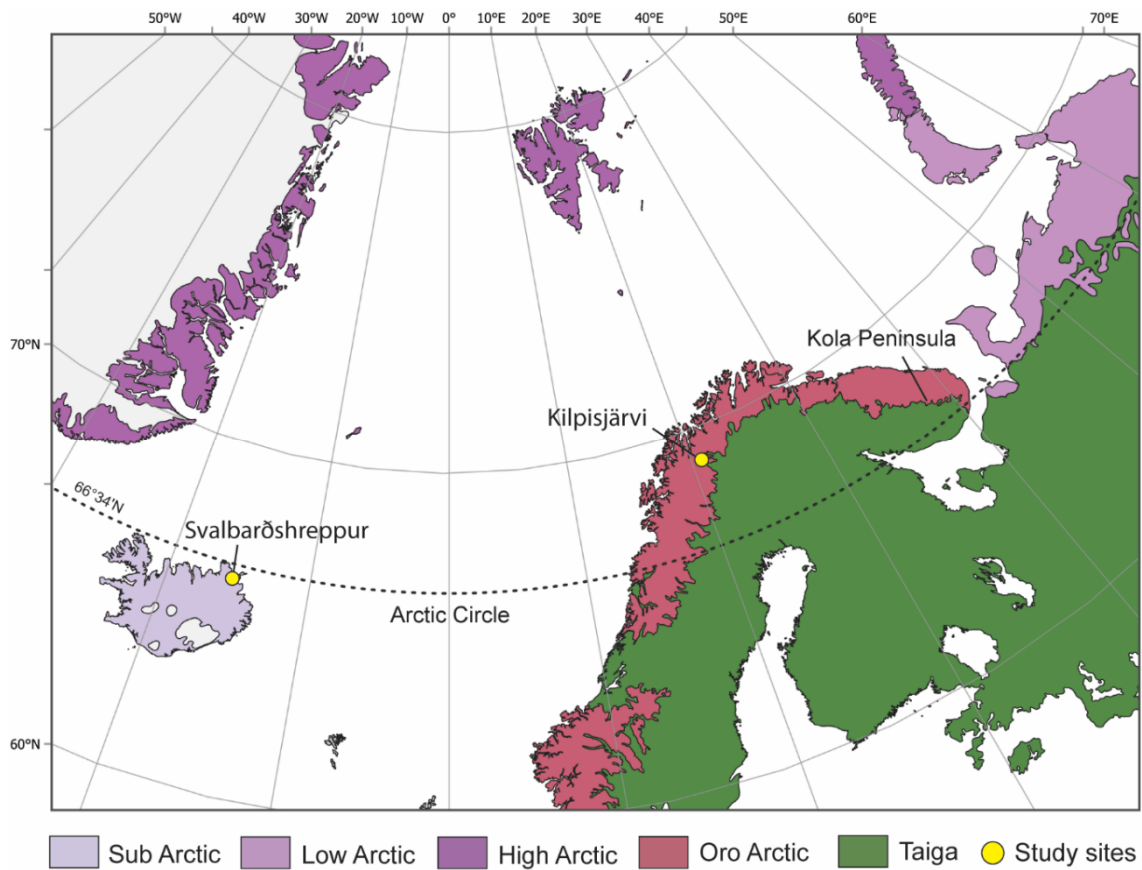 50°W 40°W 30°W 20°W 10°W 0° 10°E 20°E 30°E 40°E 50°E 60°E 70°E
70°N
Kola Peninsula
Kilpisjärvi
66°34'N
Svalbarðshreppur
Arctic Circle
60°N
Sub Arctic Low Arctic High Arctic Oro Arctic Taiga Study sites